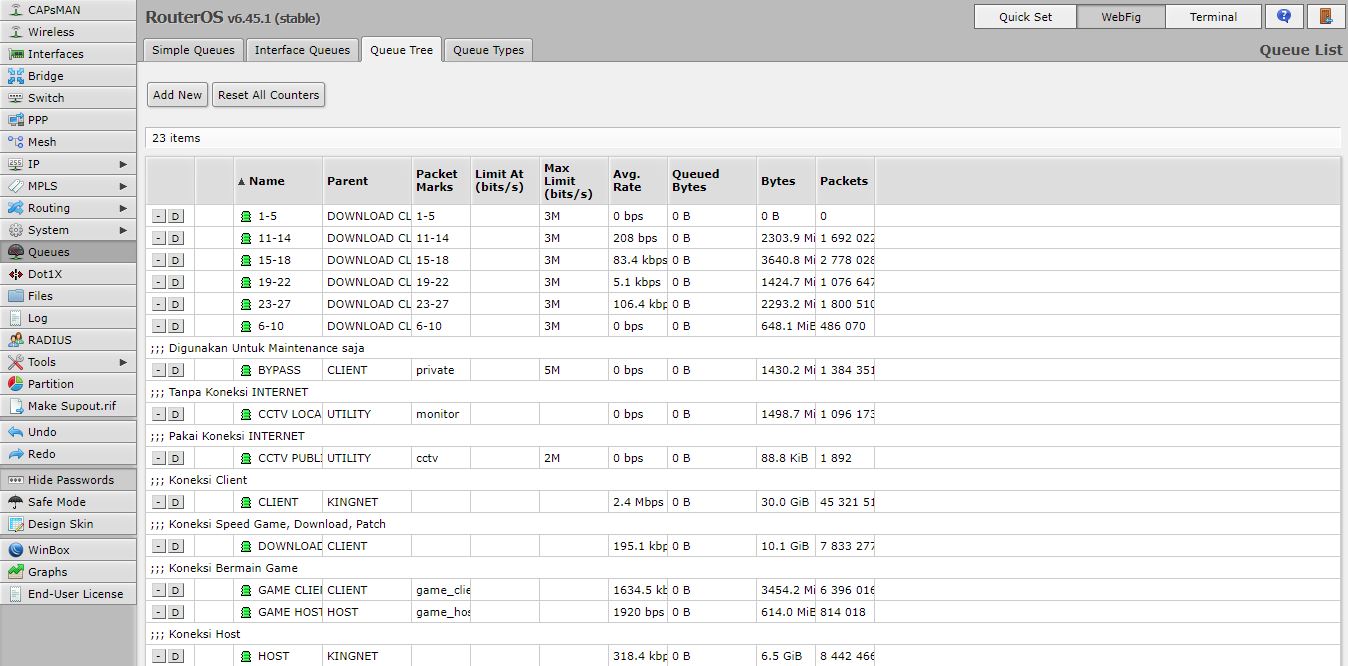 CAPsMAN
Wireless
Interfaces
Bridge
Switch
PPP
Mesh
IP
MPLS
Routing
System
Queues
Dot1X
Files
Log
RADIUS
Tools
Partition
Make Supout.rif
Undo
Redo
Hide Passwords
Safe Mode
Design Skin
WinBox
Graphs
End-User License
RouterOS v6.45.1 (stable)
Quick Set WebFig Terminal
Simple Queues Interface Queues Queue Tree Queue Types
Queue List
Add New Reset All Counters
23 items
Name Parent Packet Marks Limit At (bits/s) Max Limit (bits/s) Avg. Rate Queued Bytes Bytes Packets
- D 1-5 DOWNLOAD CL 1-5 3M 0 bps 0 B 0 B 0
- D 11-14 DOWNLOAD CL 11-14 3M 208 bps 0 B 2303.9 Mi 1 692 022
- D 15-18 DOWNLOAD CL 15-18 3M 83.4 kbps 0 B 3640.8 Mi 2 778 028
- D 19-22 DOWNLOAD CL 19-22 3M 5.1 kbps 0 B 1424.7 Mi 1 076 647
- D 23-27 DOWNLOAD CL 23-27 3M 106.4 kbp 0 B 2293.2 Mi 1 800 510
- D 6-10 DOWNLOAD CL 6-10 3M 0 bps 0 B 648.1 MiB 486 070
;;; Digunakan Untuk Maintenance saja
- D BYPASS CLIENT private 5M 0 bps 0 B 1430.2 Mi 1 384 351
;;; Tanpa Koneksi INTERNET
- D CCTV LOCA UTILITY monitor 0 bps 0 B 1498.7 Mi 1 096 173
;;; Pakai Koneksi INTERNET
- D CCTV PUBL UTILITY cctv 2M 0 bps 0 B 88.8 KiB 1 892
;;; Koneksi Client
- D CLIENT KINGNET 2.4 Mbps 0 B 30.0 GiB 45 321 51
;;; Koneksi Speed Game, Download, Patch
- D DOWNLOAD CLIENT 195.1 kbp 0 B 10.1 GiB 7 833 277
;;; Koneksi Bermain Game
- D GAME CLIE CLIENT game_clie 1634.5 kb 0 B 3454.2 Mi 6 396 016
- D GAME HOST HOST game_hos 1920 bps 0 B 614.0 MiB 814 018
;;; Koneksi Host
- D HOST KINGNET 318.4 kbp 0 B 6.5 GiB 8 442 466